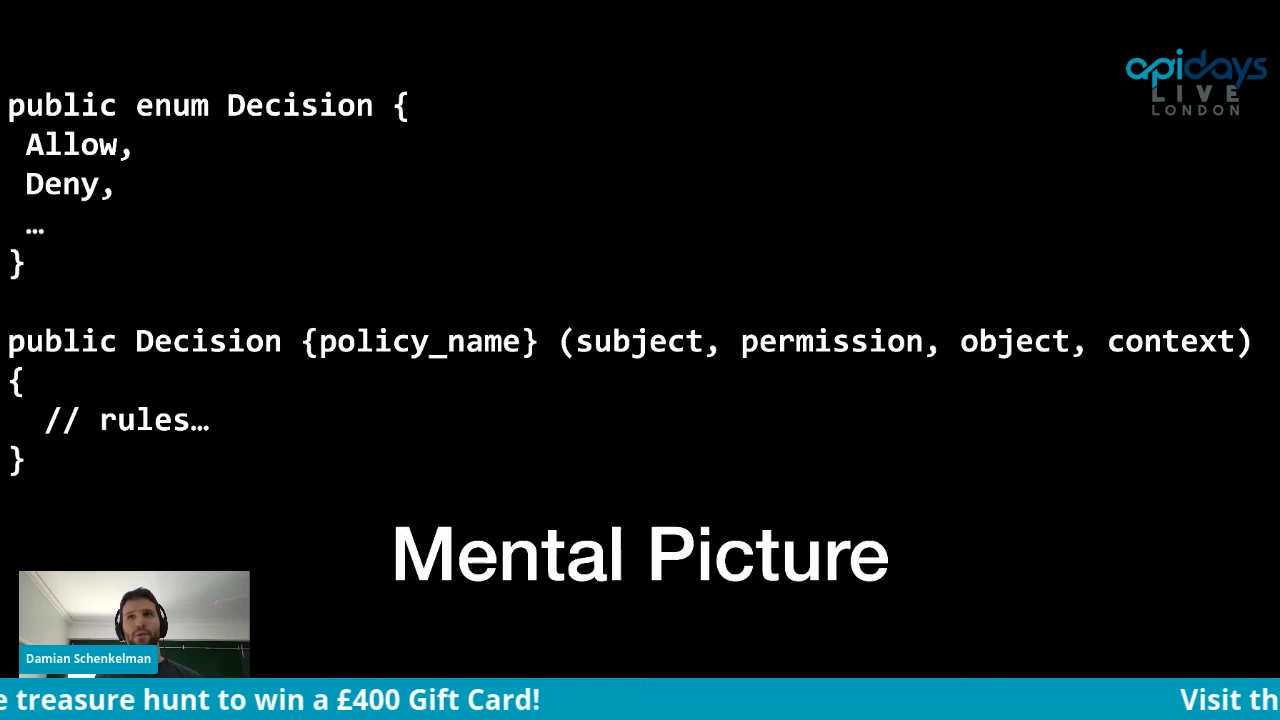 apidays
LIVE
LONDON
public enum Decision {
Allow,
Deny,
…
}
public Decision {policy_name} (subject, permission, object, context)
{
// rules…
}
Mental Picture
Damian Schenkelman
e treasure hunt to win a £400 Gift Card!
Visit th